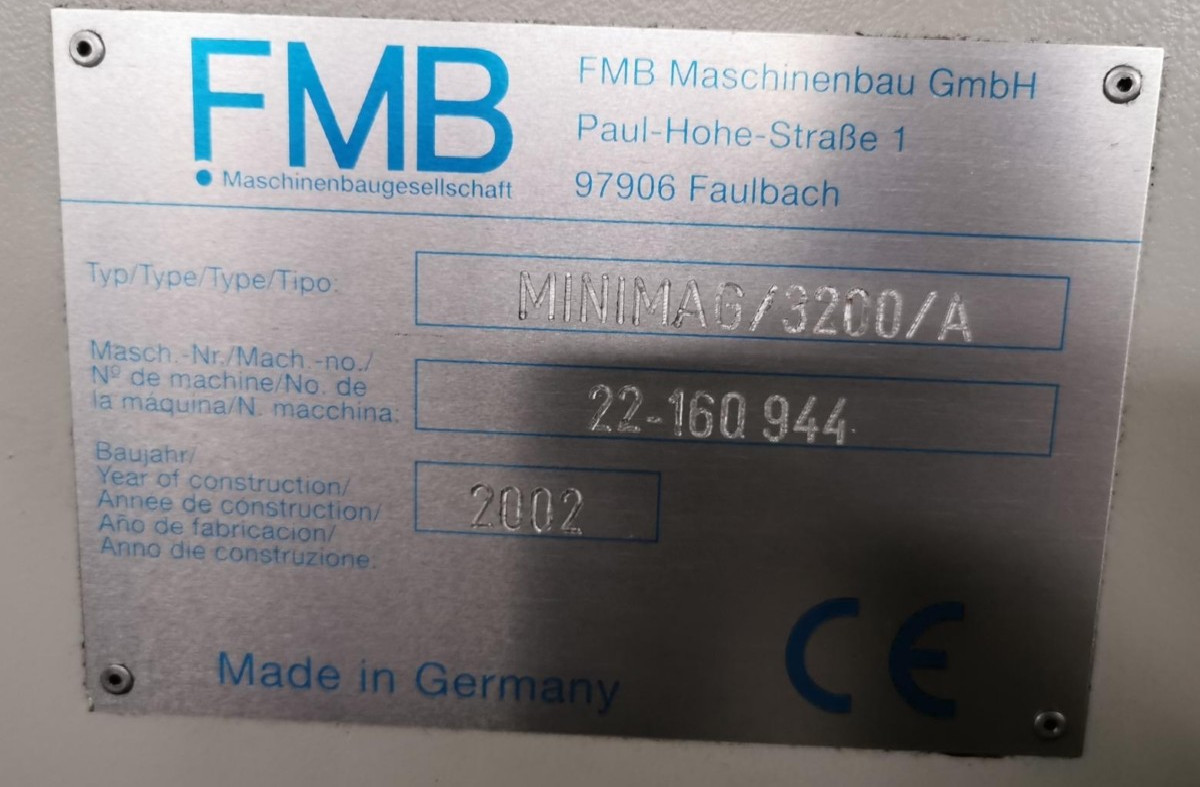 FMB
Maschinenbaugesellschaft
FMB Maschinenbau GmbH
Paul-Hohe-Straße 1
97906 Faulbach
Typ/Type/Type/Tipo:
MINIMAG/3200/A
Masch.-Nr./Mach.-no./
Nº de machine/No. de
la máquina/N. macchina:
22-160 944
Baujahr/
Year of construction/
Annee de construction/
Año de fabricacion/
Anno die construzione:
2002
Made in Germany
CE